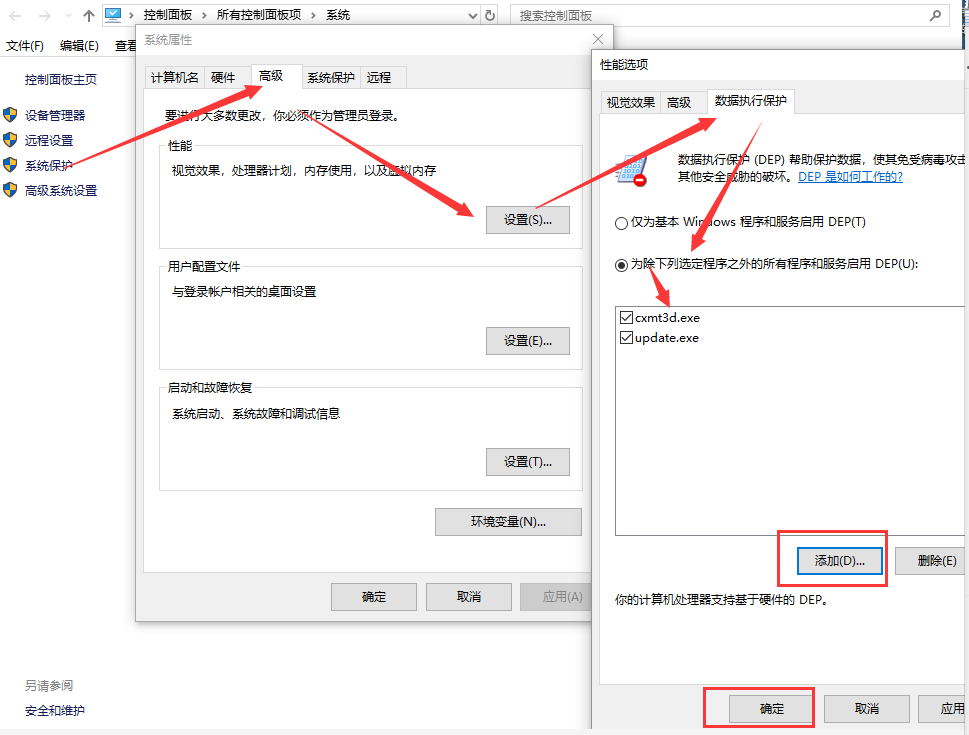 控制面板 › 所有控制面板项 › 系统
搜索控制面板
文件(F) 编辑(E) 查看
控制面板主页
设备管理器
远程设置
系统保护
高级系统设置
另请参阅
安全和维护
系统属性
计算机名 硬件 高级 系统保护 远程
要进行大多数更改，你必须作为管理员登录。
性能
视觉效果，处理器计划，内存使用，以及虚拟内存
设置(S)...
用户配置文件
与登录帐户相关的桌面设置
设置(E)...
启动和故障恢复
系统启动、系统故障和调试信息
设置(T)...
环境变量(N)...
确定 取消 应用(A)
性能选项
视觉效果 高级 数据执行保护
数据执行保护 (DEP) 帮助保护数据，使其免受病毒攻击
其他安全威胁的破坏。 DEP 是如何工作的?
仅为基本 Windows 程序和服务启用 DEP(T)
为除下列选定程序之外的所有程序和服务启用 DEP(U):
cxmt3d.exe
update.exe
添加(D)... 删除(E)
你的计算机处理器支持基于硬件的 DEP。
确定 取消 应用